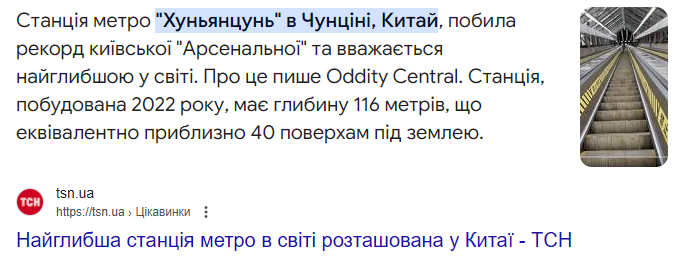 Станція метро "Хуньянцунь" в Чунціні, Китай, побила
рекорд київської "Арсенальної" та вважається
найглибшою у світі. Про це пише Oddity Central. Станція,
побудована 2022 року, має глибину 116 метрів, що
еквівалентно приблизно 40 поверхам під землею.
ТСН
tsn.ua
https://tsn.ua › Цікавинки
Найглибша станція метро в світі розташована у Китаї - ТСН